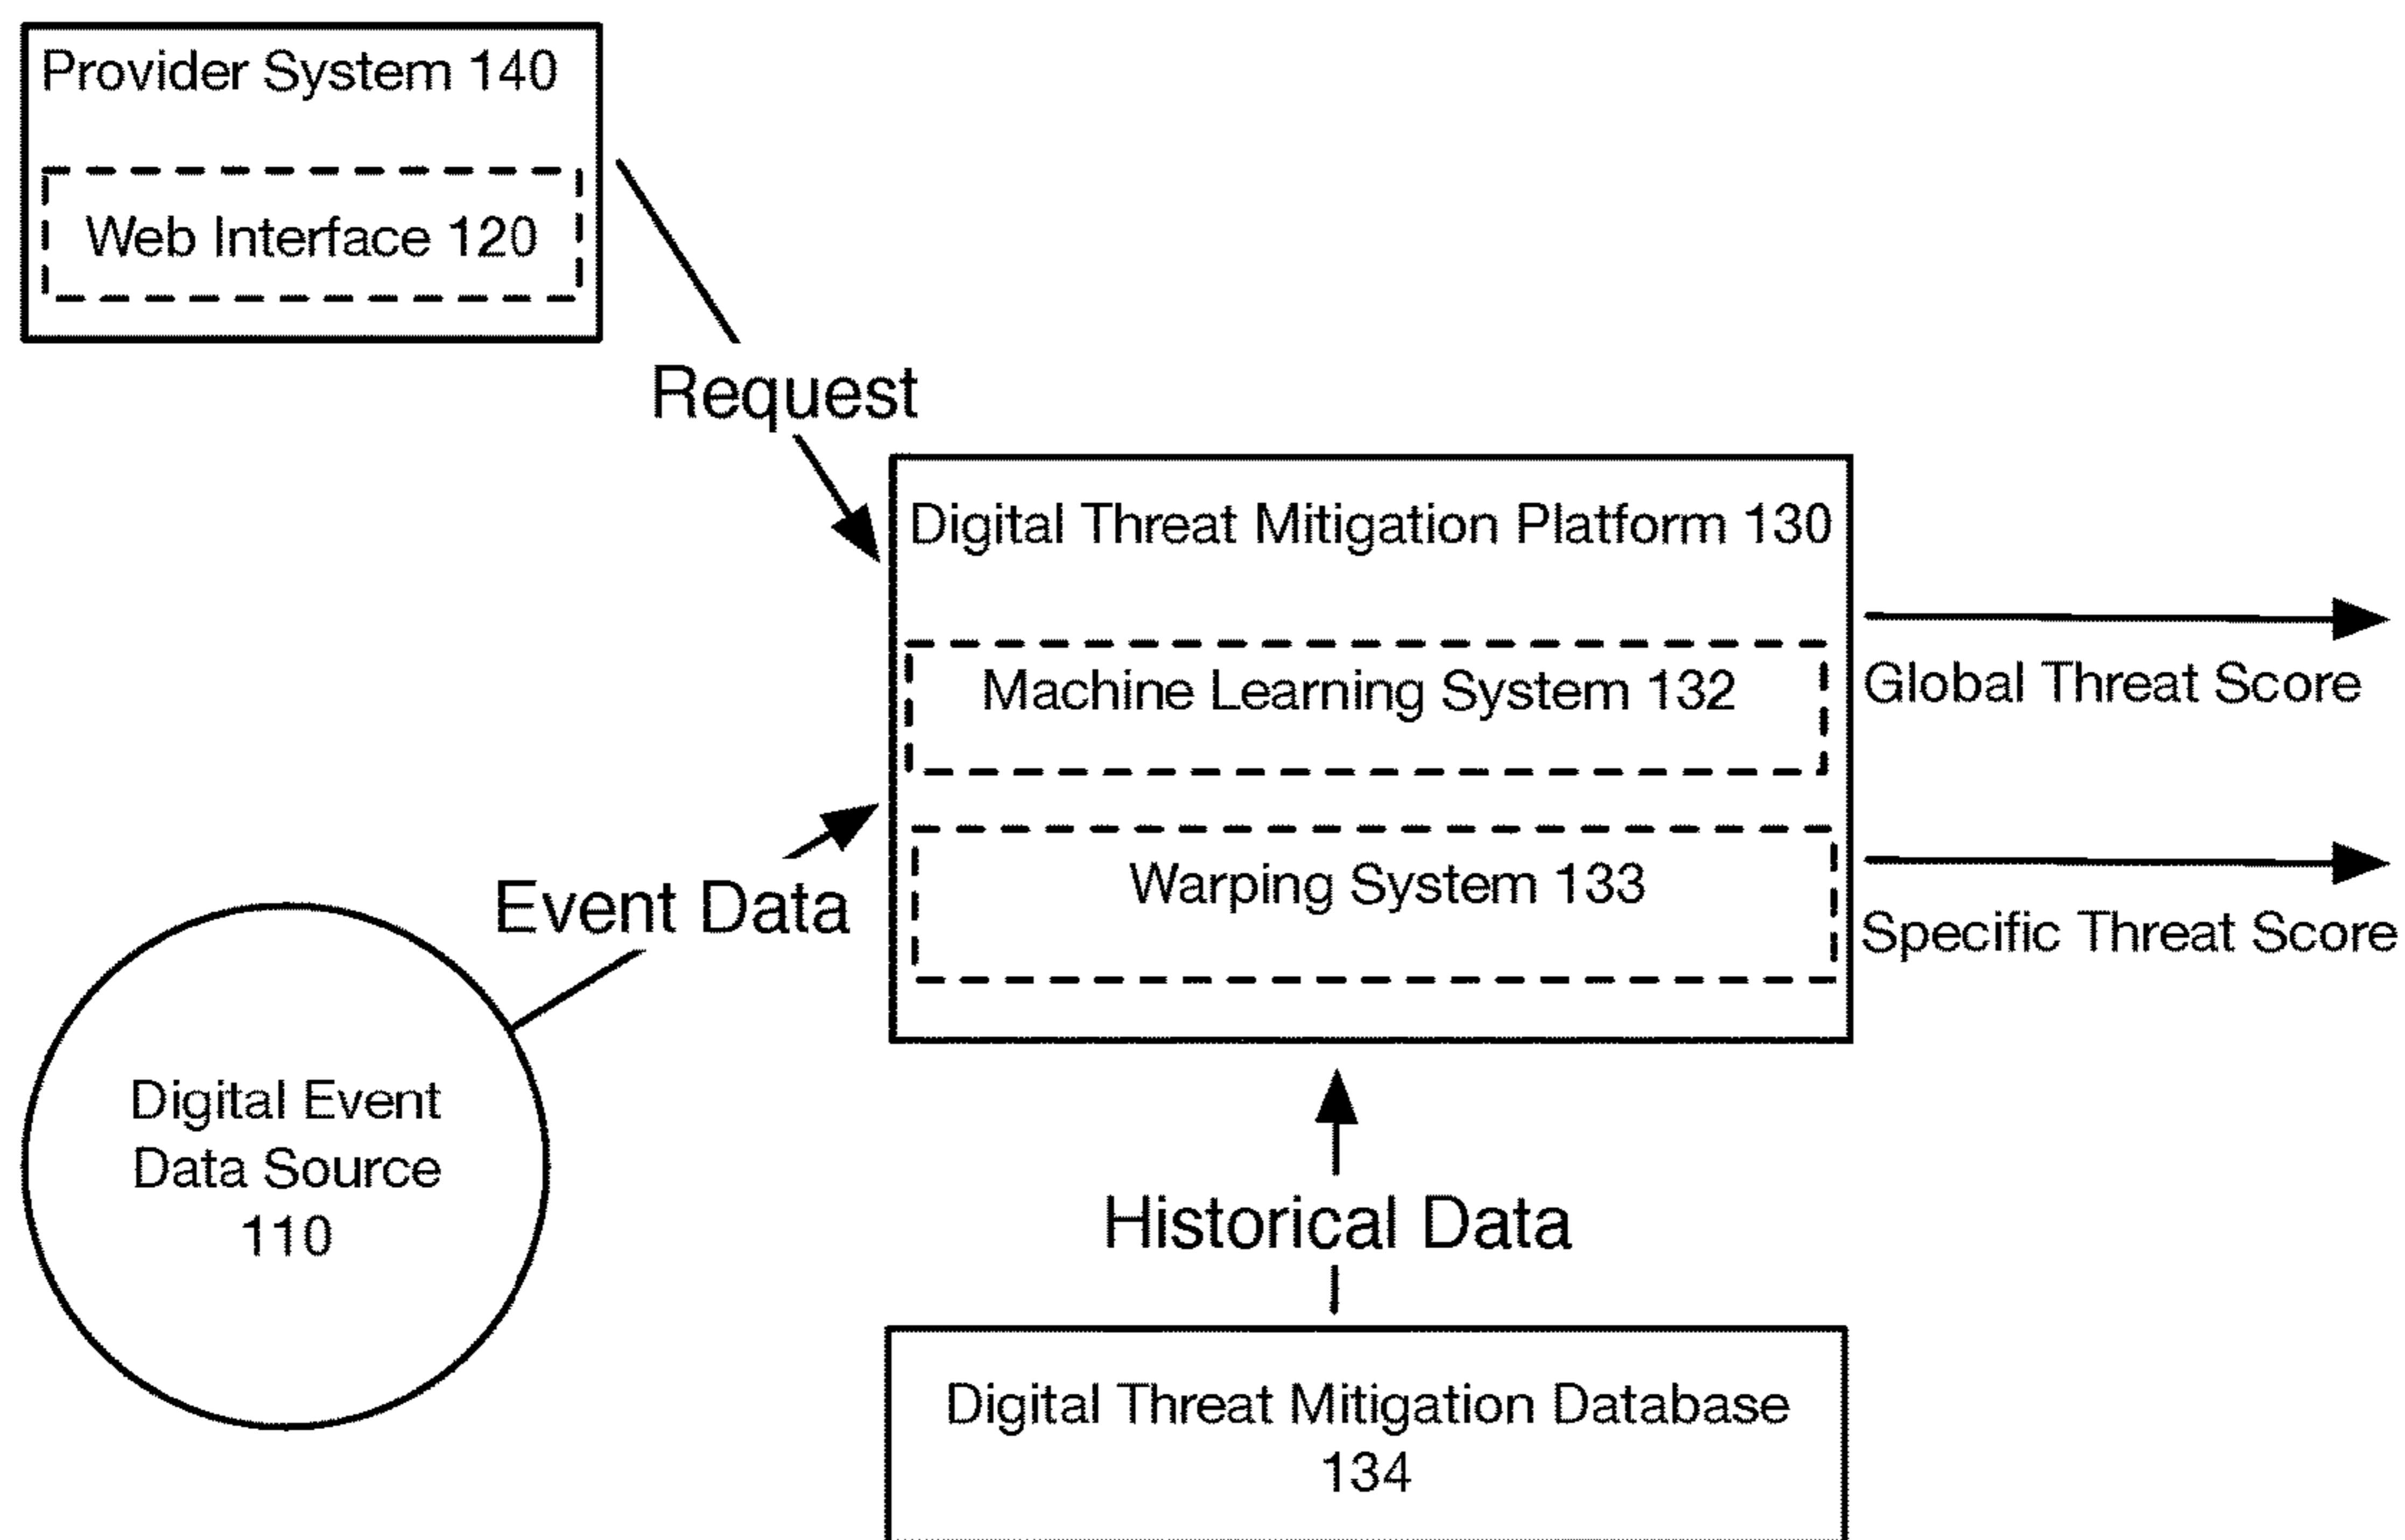 Provider System 140
Web Interface 120
Request
Digital Threat Mitigation Platform 130
Machine Learning System 132
Global Threat Score
Warping System 133
Specific Threat Score
Event Data
Digital Event
Data Source
110
Historical Data
Digital Threat Mitigation Database
134